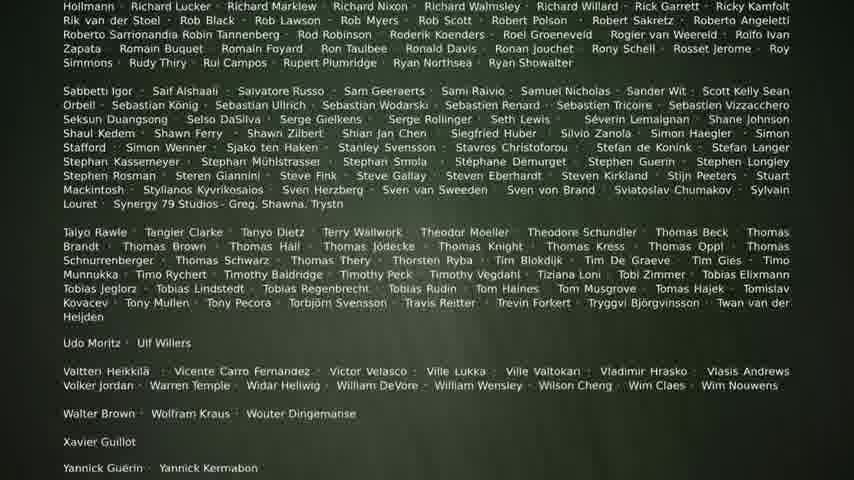 Hollmann · Richard Lucker · Richard Marklew · Richard Nixon · Richard Walmsley · Richard Willard · Rick Garrett · Ricky Kamfolt
Rik van der Stoel · Rob Black · Rob Lawson · Rob Myers · Rob Scott · Robert Polson · Robert Sakretz · Roberto Angeletti
Roberto Sarrionandia Robin Tannenberg · Rod Robinson · Roderik Koenders · Roel Groeneveld · Rogier van Weereld · Rolfo Ivan
Zapata · Romain Buquet · Romain Foyard · Ron Taulbee · Ronald Davis · Ronan Jouchet · Rony Schell · Rosset Jerome · Roy
Simmons · Rudy Thiry · Rui Campos · Rupert Plumridge · Ryan Northsea · Ryan Showalter
Sabbetti Igor · Saif Alshaali · Salvatore Russo · Sam Geeraerts · Sami Raivio · Samuel Nicholas · Sander Wit · Scott Kelly Sean
Orbell · Sebastian König · Sebastian Ullrich · Sebastian Wodarski · Sebastien Renard · Sebastien Tricoire · Sebastien Vizzacchero
Seksun Duangsong · Selso DaSilva · Serge Gielkens · Serge Rollinger · Seth Lewis · Séverin Lemaignan · Shane Johnson
Shaul Kedem · Shawn Ferry · Shawn Zilbert · Shian Jan Chen · Siegfried Huber · Silvio Zanola · Simon Haegler · Simon
Stafford · Simon Wenner · Sjako ten Haken · Stanley Svensson · Stavros Christoforou · Stefan de Konink · Stefan Langer
Stephan Kassemeyer · Stephan Mühlstrasser · Stephan Smola · Stéphane Demurget · Stephen Guerin · Stephen Longley
Stephen Rosman · Steren Giannini · Steve Fink · Steve Gallay · Steven Eberhardt · Steven Kirkland · Stijn Peeters · Stuart
Mackintosh · Stylianos Kyvrikosaios · Sven Herzberg · Sven van Sweeden · Sven von Brand · Sviatoslav Chumakov · Sylvain
Louret · Synergy 79 Studios - Greg, Shawna, Trystn
Taiyo Rawle · Tangier Clarke · Tanyo Dietz · Terry Wallwork · Theodor Moeller · Theodore Schundler · Thomas Beck · Thomas
Brandt · Thomas Brown · Thomas Hail · Thomas Jödecke · Thomas Knight · Thomas Kress · Thomas Oppl · Thomas
Schnurrenberger · Thomas Schwarz · Thomas Thery · Thorsten Ryba · Tim Blokdijk · Tim De Graeve · Tim Gies · Timo
Munnukka · Timo Rychert · Timothy Baldridge · Timothy Peck · Timothy Vegdahl · Tiziana Loni · Tobi Zimmer · Tobias Elixmann
Tobias Jeglorz · Tobias Lindstedt · Tobias Regenbrecht · Tobias Rudin · Tom Haines · Tom Musgrove · Tomas Hajek · Tomislav
Kovacev · Tony Mullen · Tony Pecora · Torbjörn Svensson · Travis Reitter · Trevin Forkert · Tryggvi Björgvinsson · Twan van der
Heijden
Udo Moritz · Ulf Willers
Valtteri Heikkilä · Vicente Carro Fernandez · Victor Velasco · Ville Lukka · Ville Valtokari · Vladimir Hrasko · Vlasis Andrews
Volker Jordan · Warren Temple · Widar Hellwig · William DeVore · William Wensley · Wilson Cheng · Wim Claes · Wim Nouwens
Walter Brown · Wolfram Kraus · Wouter Dingemanse
Xavier Guillot
Yannick Guérin · Yannick Kermabon